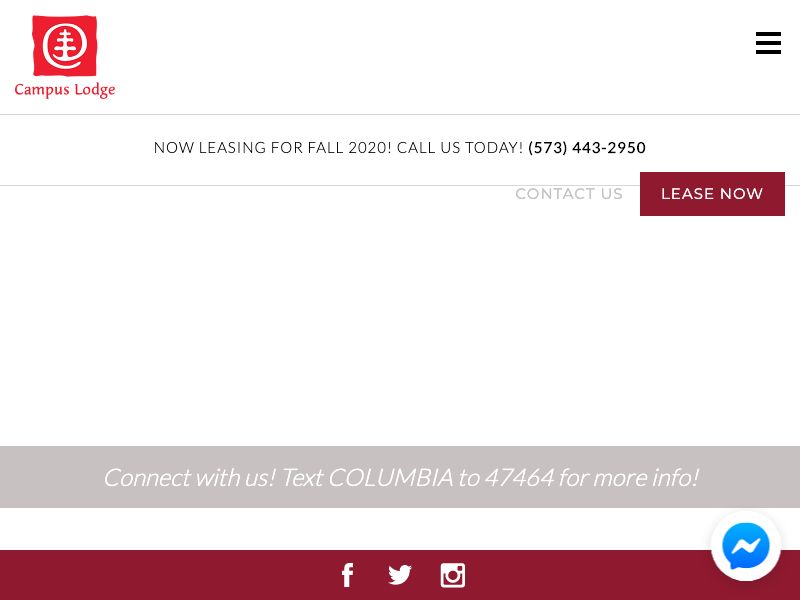 Campus Lodge
NOW LEASING FOR FALL 2020! CALL US TODAY! (573) 443-2950
CONTACT US
LEASE NOW
Connect with us! Text COLUMBIA to 47464 for more info!